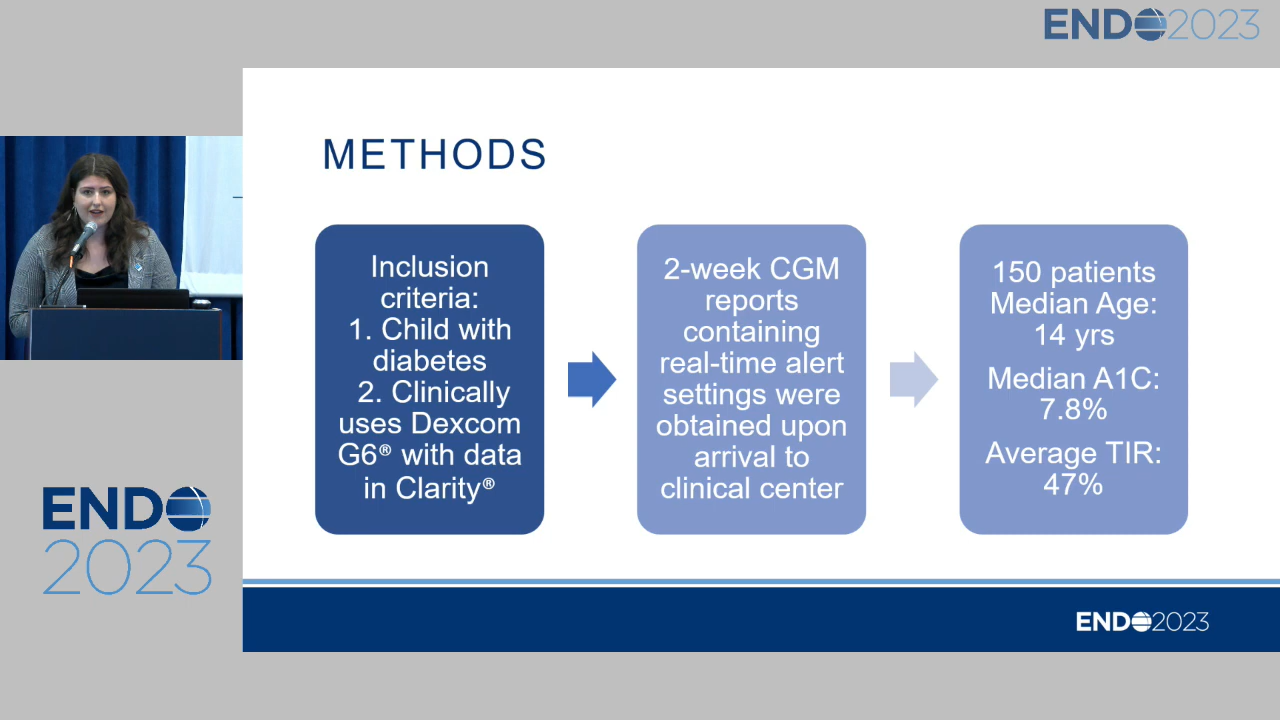 END 2023
METHODS
Inclusion
criteria:
1. Child with
diabetes
2. Clinically
uses Dexcom
G6® with data
in Clarity®
2-week CGM
reports
containing
real-time alert
settings were
obtained upon
arrival to
clinical center
150 patients
Median Age:
14 yrs
Median A1C:
7.8%
Average TIR:
47%
ENDO
2023
ENDO2023